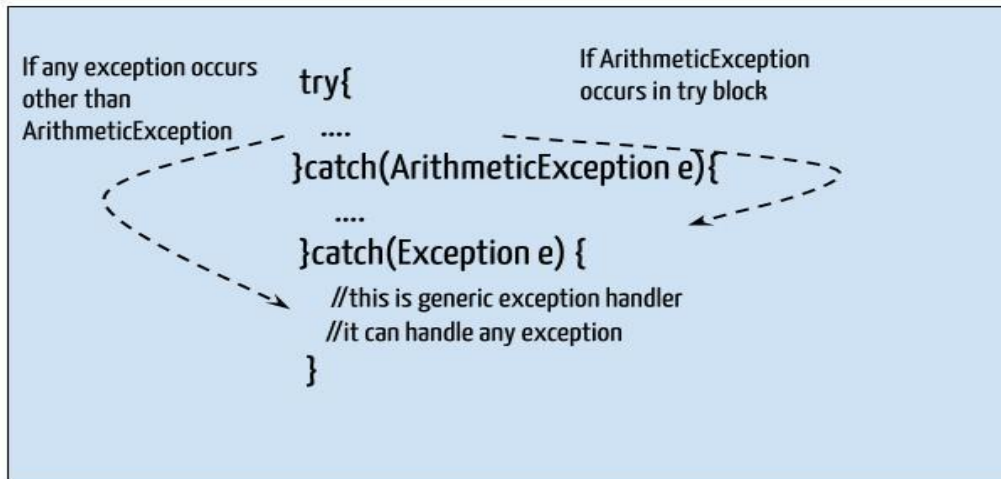 If any exception occurs
other than
ArithmeticException
If ArithmeticException
occurs in try block
try{
....
}catch(ArithmeticException e){
....
}catch(Exception e) {
//this is generic exception handler
//it can handle any exception
}